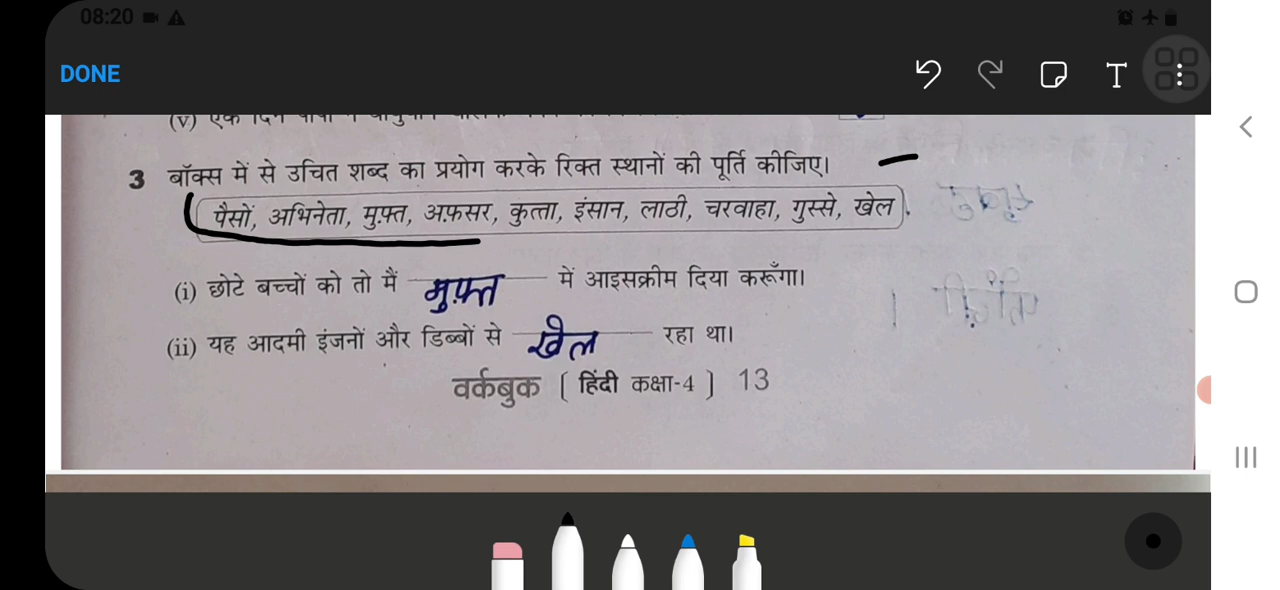 08:20
DONE
T
(v) एक दिन
3 बॉक्स में से उचित शब्द का प्रयोग करके रिक्त स्थानों की पूर्ति कीजिए।
पैसों, अभिनेता, मुफ़्त, अफ़सर, कुत्ता, इंसान, लाठी, चरवाहा, गुस्से, खेल
(i) छोटे बच्चों को तो मैं मुफ़्त में आइसक्रीम दिया करूँगा।
(ii) यह आदमी इंजनों और डिब्बों से खेल रहा था।
वर्कबुक [ हिंदी कक्षा-4 ] 13